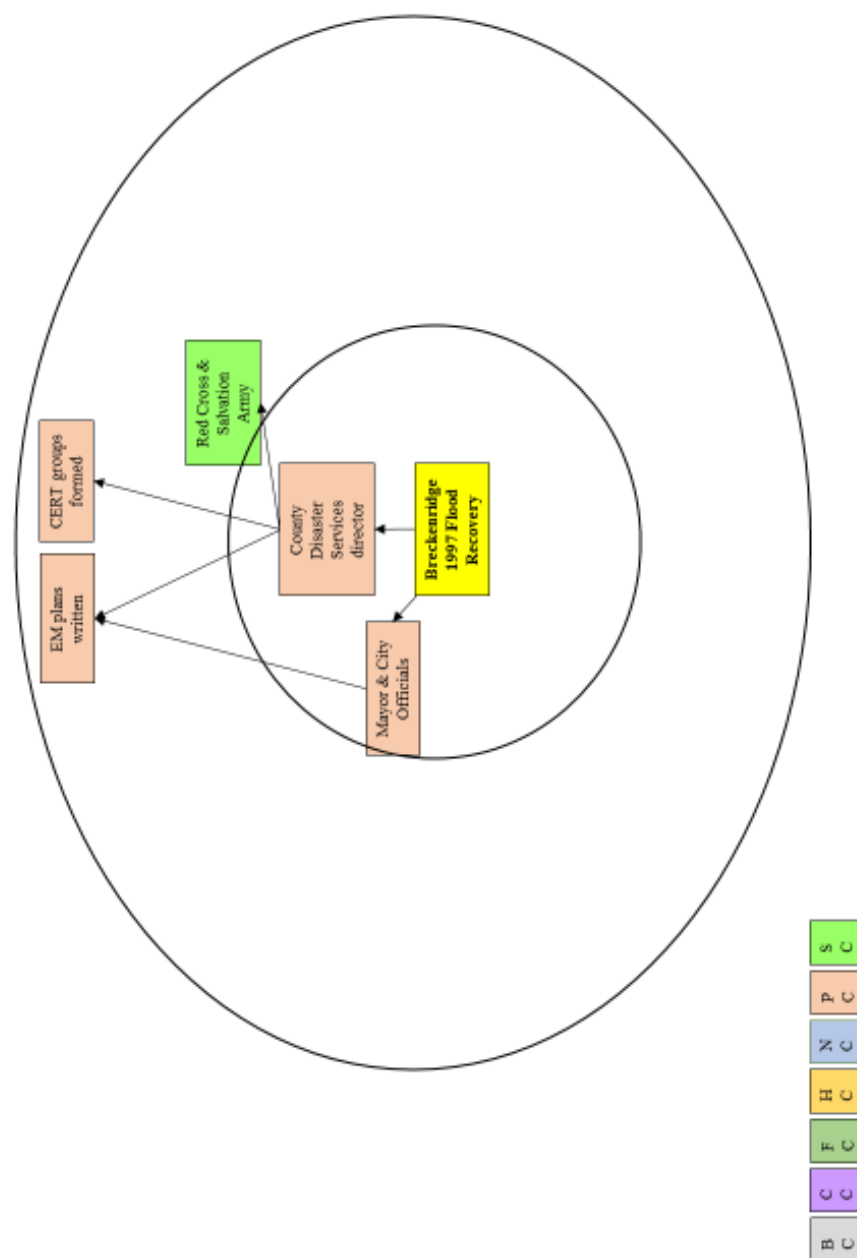 CERT groups
formed
EM plans
written
Red Cross &
Salvation
Army
County
Disaster
Services
director
Mayor & City
Officials
Breckenridge
1997 Flood
Recovery
B
C
C
C
F
C
H
C
N
C
P
C
S
C